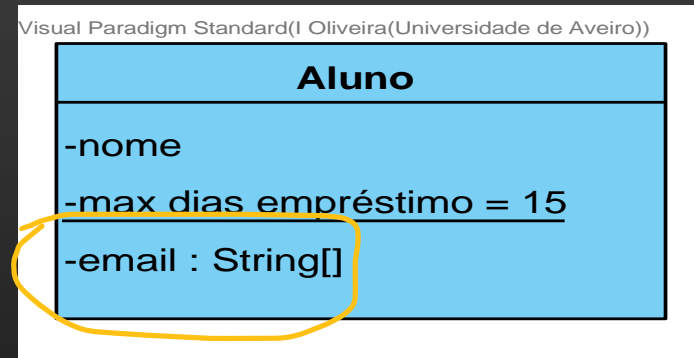 Visual Paradigm Standard(I Oliveira(Universidade de Aveiro))
Aluno
-nome
-max dias empréstimo = 15
-email : String[]